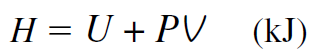 H = U + PV (kJ)